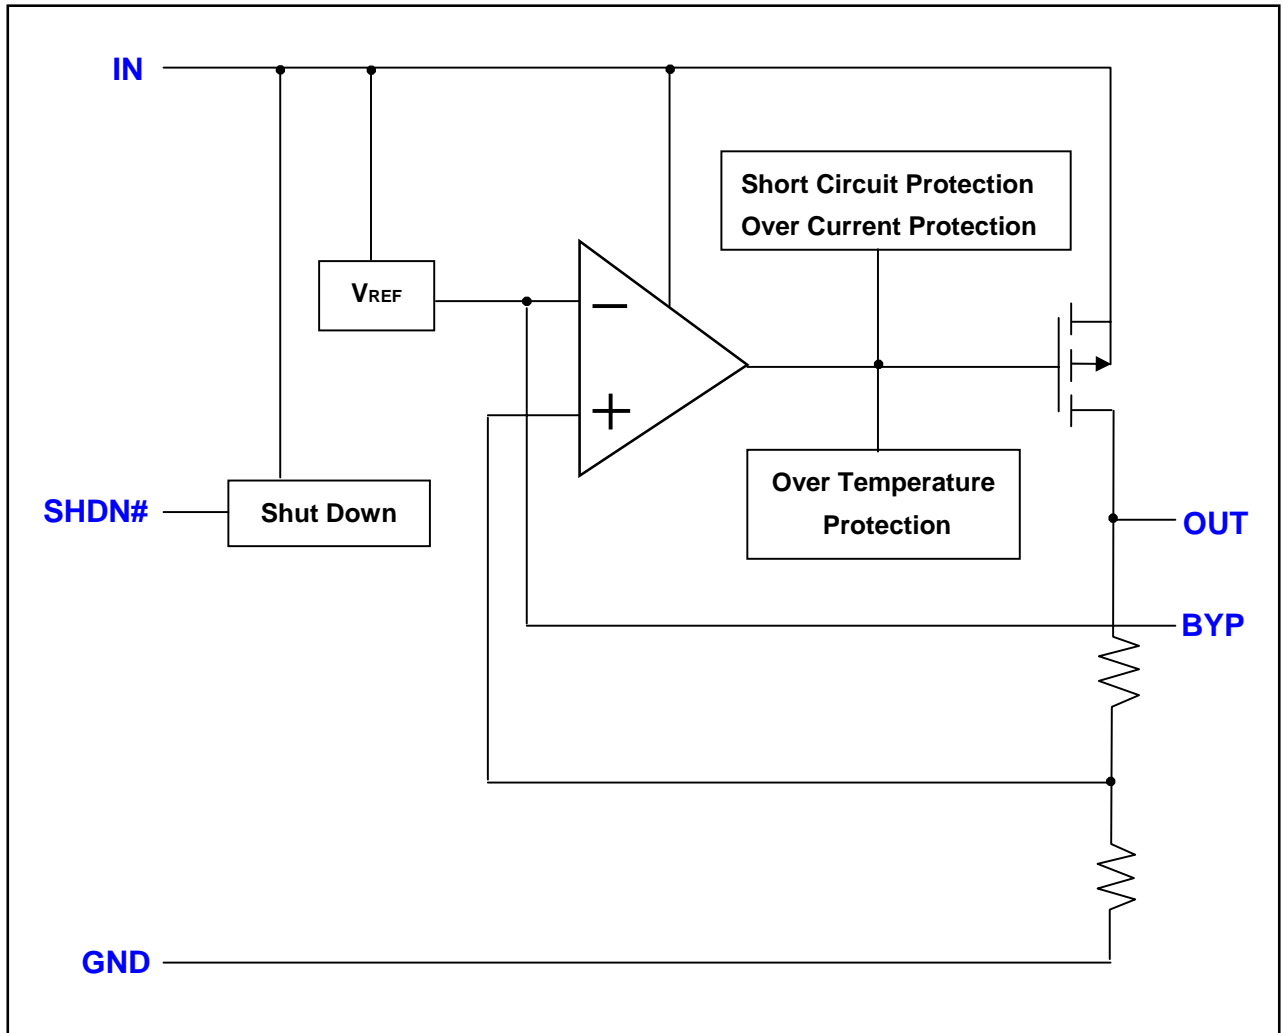 IN
Short Circuit Protection
Over Current Protection
VREF
−
+
Over Temperature
Protection
SHDN#
Shut Down
OUT
BYP
GND